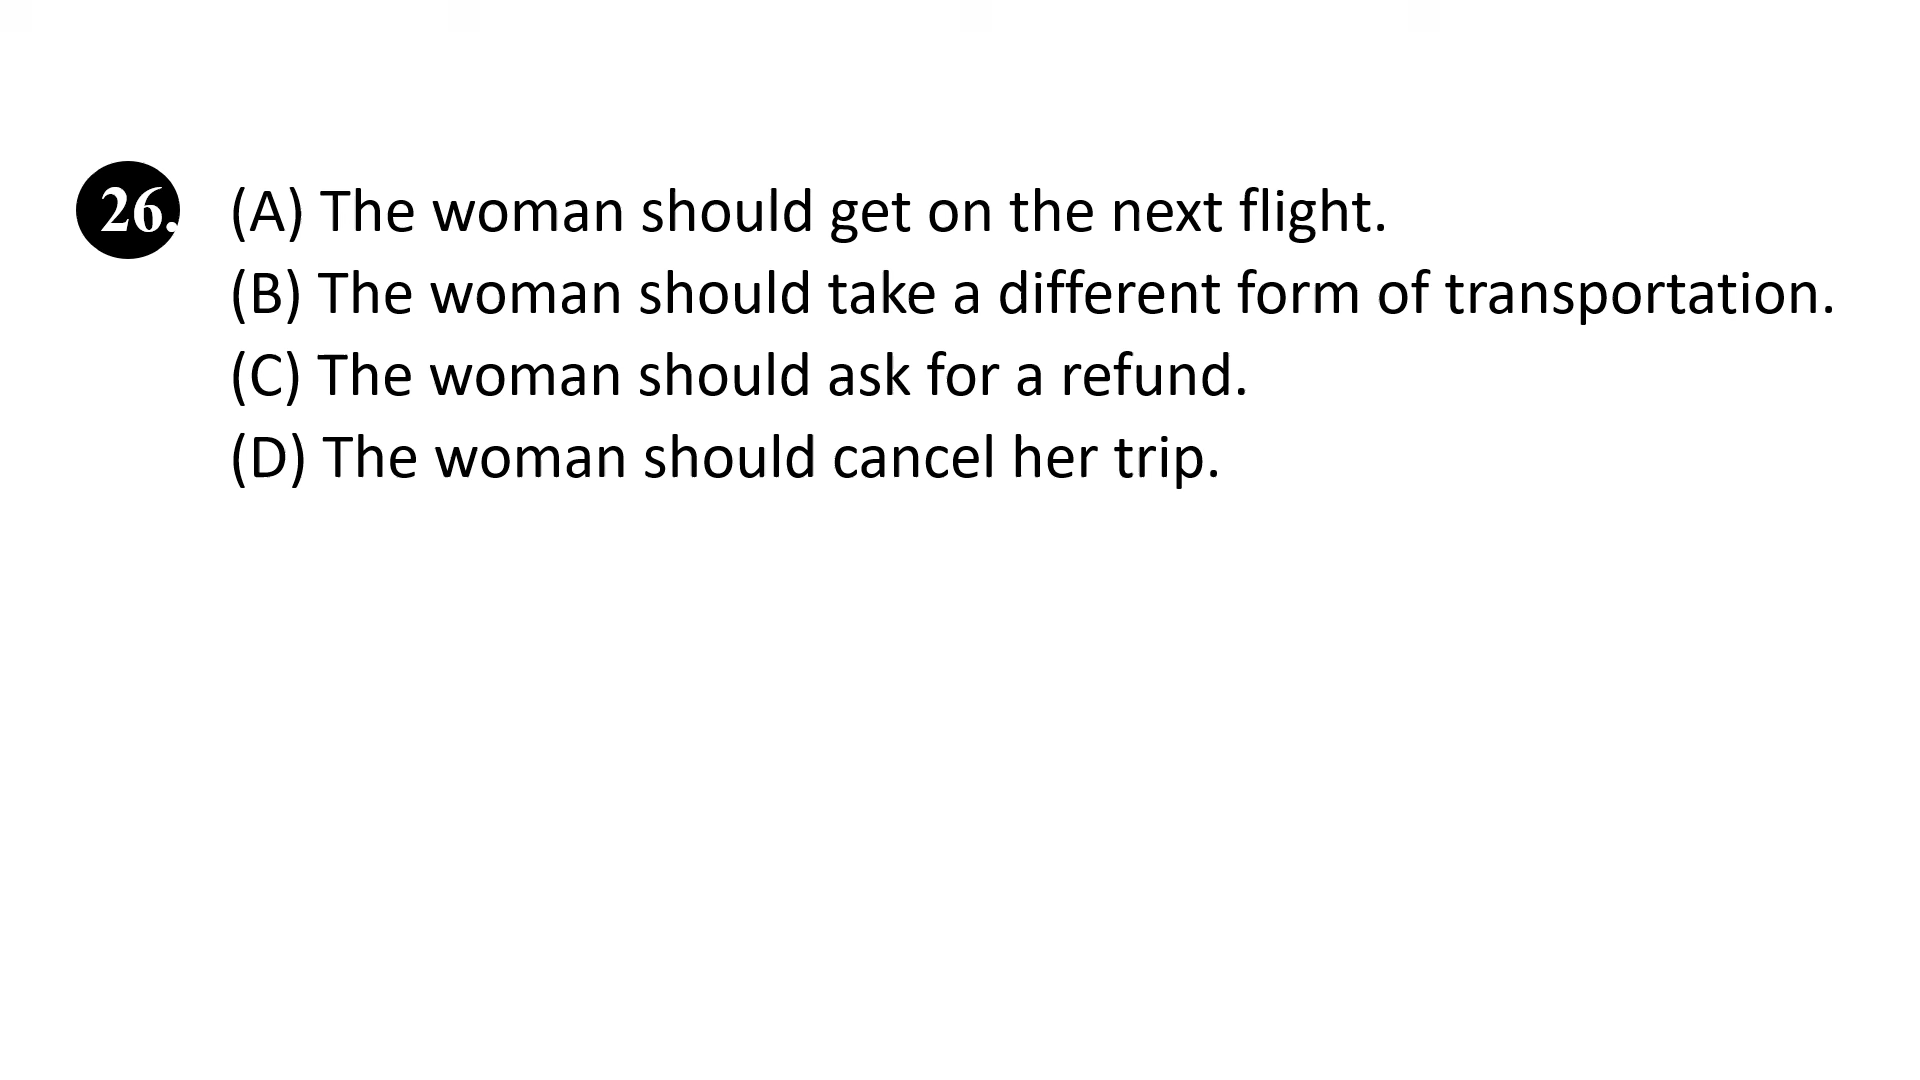 26. (A) The woman should get on the next flight.
(B) The woman should take a different form of transportation.
(C) The woman should ask for a refund.
(D) The woman should cancel her trip.